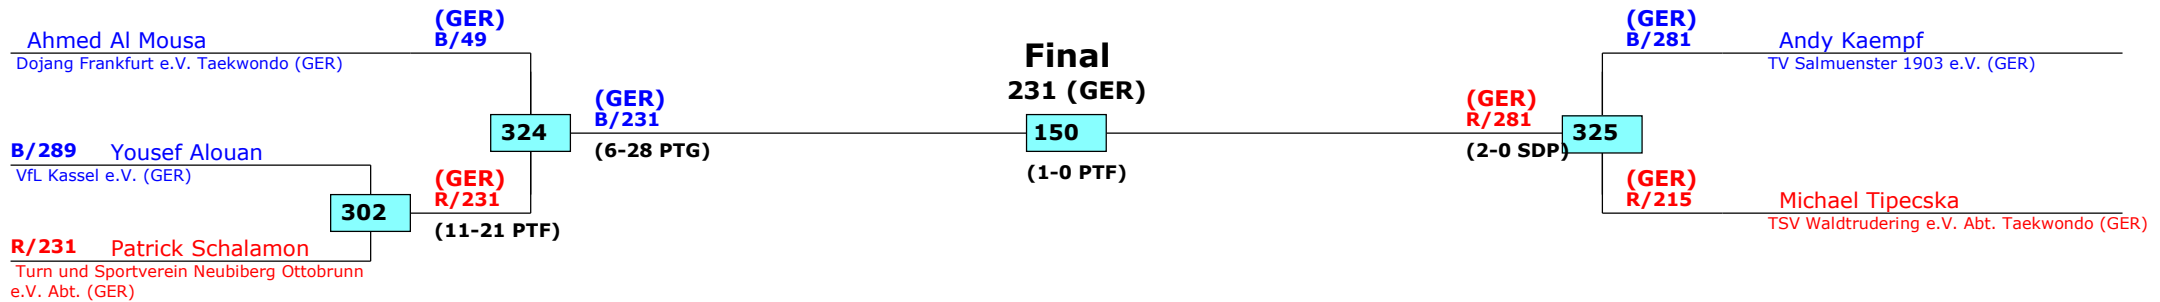 (GER)
B/49
Ahmed Al Mousa
Dojang Frankfurt e.V. Taekwondo (GER)
324
B/289 Yousef Alouan
VfL Kassel e.V. (GER)
302
(GER)
R/231
(11-21 PTF)
R/231 Patrick Schalamon
Turn und Sportverein Neubiberg Ottobrunn
e.V. Abt. (GER)
(GER)
B/231
(6-28 PTG)
Final
231 (GER)
150
(1-0 PTF)
(GER)
R/281
(2-0 SDP)
325
(GER)
B/281
Andy Kaempf
TV Salmuenster 1903 e.V. (GER)
(GER)
R/215
Michael Tipecska
TSV Waldtrudering e.V. Abt. Taekwondo (GER)